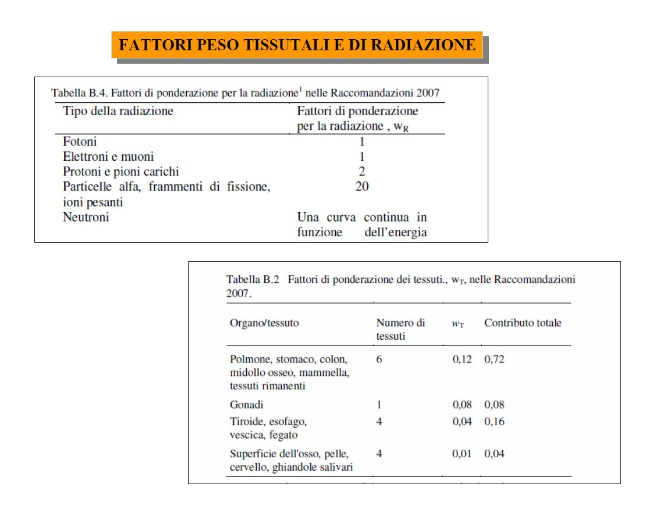 FATTORI PESO TISSUTALI E DI RADIAZIONE
Tabella B.4. Fattori di ponderazione per la radiazione¹ nelle Raccomandazioni 2007
Tipo della radiazione Fattori di ponderazione
per la radiazione , wR
Fotoni 1
Elettroni e muoni 1
Protoni e pioni carichi 2
Particelle alfa, frammenti di fissione, 20
ioni pesanti
Neutroni Una curva continua in
funzione dell'energia
Tabella B.2 Fattori di ponderazione dei tessuti., wT, nelle Raccomandazioni
2007.
Organo/tessuto Numero di wT Contributo totale
tessuti
Polmone, stomaco, colon, 6 0,12 0,72
midollo osseo, mammella,
tessuti rimanenti
Gonadi 1 0,08 0,08
Tiroide, esofago, 4 0,04 0,16
vescica, fegato
Superficie dell'osso, pelle, 4 0,01 0,04
cervello, ghiandole salivari